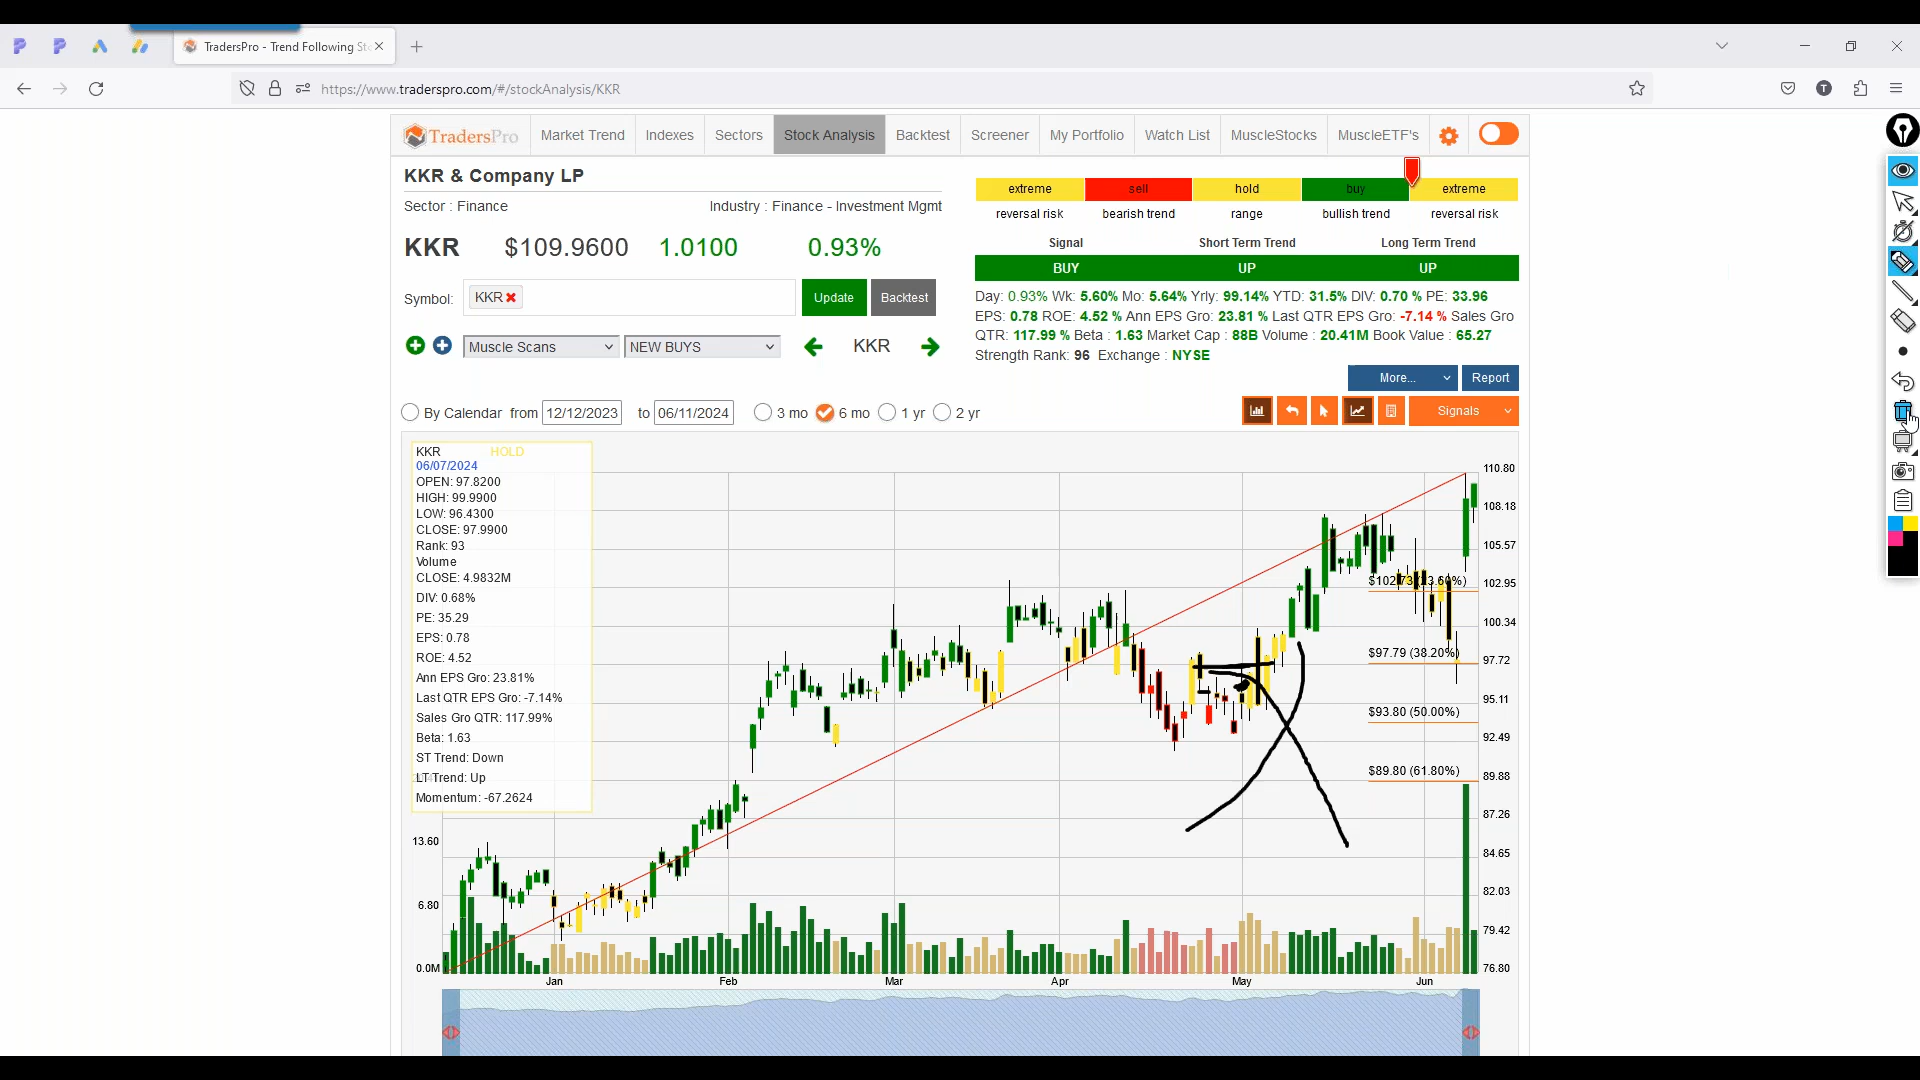 TradersPro - Trend Following Sto
https://www.traderspro.com/#/stockAnalysis/KKR
T
TradersPro
Market Trend
Indexes
Sectors
Stock Analysis
Backtest
Screener
My Portfolio
Watch List
MuscleStocks
MuscleETF's
KKR & Company LP
Sector : Finance
Industry : Finance - Investment Mgmt
KKR $109.9600 1.0100 0.93%
Symbol: KKR
Update
Backtest
Muscle Scans
NEW BUYS
KKR
extreme sell hold buy extreme
reversal risk bearish trend range bullish trend reversal risk
Signal Short Term Trend Long Term Trend
BUY UP UP
Day: 0.93% Wk: 5.60% Mo: 5.64% Yrly: 99.14% YTD: 31.5% DIV: 0.70 % PE: 33.96
EPS: 0.78 ROE: 4.52 % Ann EPS Gro: 23.81 % Last QTR EPS Gro: -7.14 % Sales Gro
QTR: 117.99 % Beta : 1.63 Market Cap : 88B Volume : 20.41M Book Value : 65.27
Strength Rank: 96 Exchange : NYSE
More...
Report
By Calendar from 12/12/2023 to 06/11/2024
3 mo
6 mo
1 yr
2 yr
Signals
KKR HOLD
06/07/2024
OPEN: 97.8200
HIGH: 99.9900
LOW: 96.4300
CLOSE: 97.9900
Rank: 93
Volume
CLOSE: 4.9832M
DIV: 0.68%
PE: 35.29
EPS: 0.78
ROE: 4.52
Ann EPS Gro: 23.81%
Last QTR EPS Gro: -7.14%
Sales Gro QTR: 117.99%
Beta: 1.63
ST Trend: Down
LT Trend: Up
Momentum: -67.2624
13.60
6.80
0.0M
$102.73 (23.60%)
$97.79 (38.20%)
$93.80 (50.00%)
$89.80 (61.80%)
110.80
108.18
105.57
102.95
100.34
97.72
95.11
92.49
89.88
87.26
84.65
82.03
79.42
76.80
Jan Feb Mar Apr May Jun